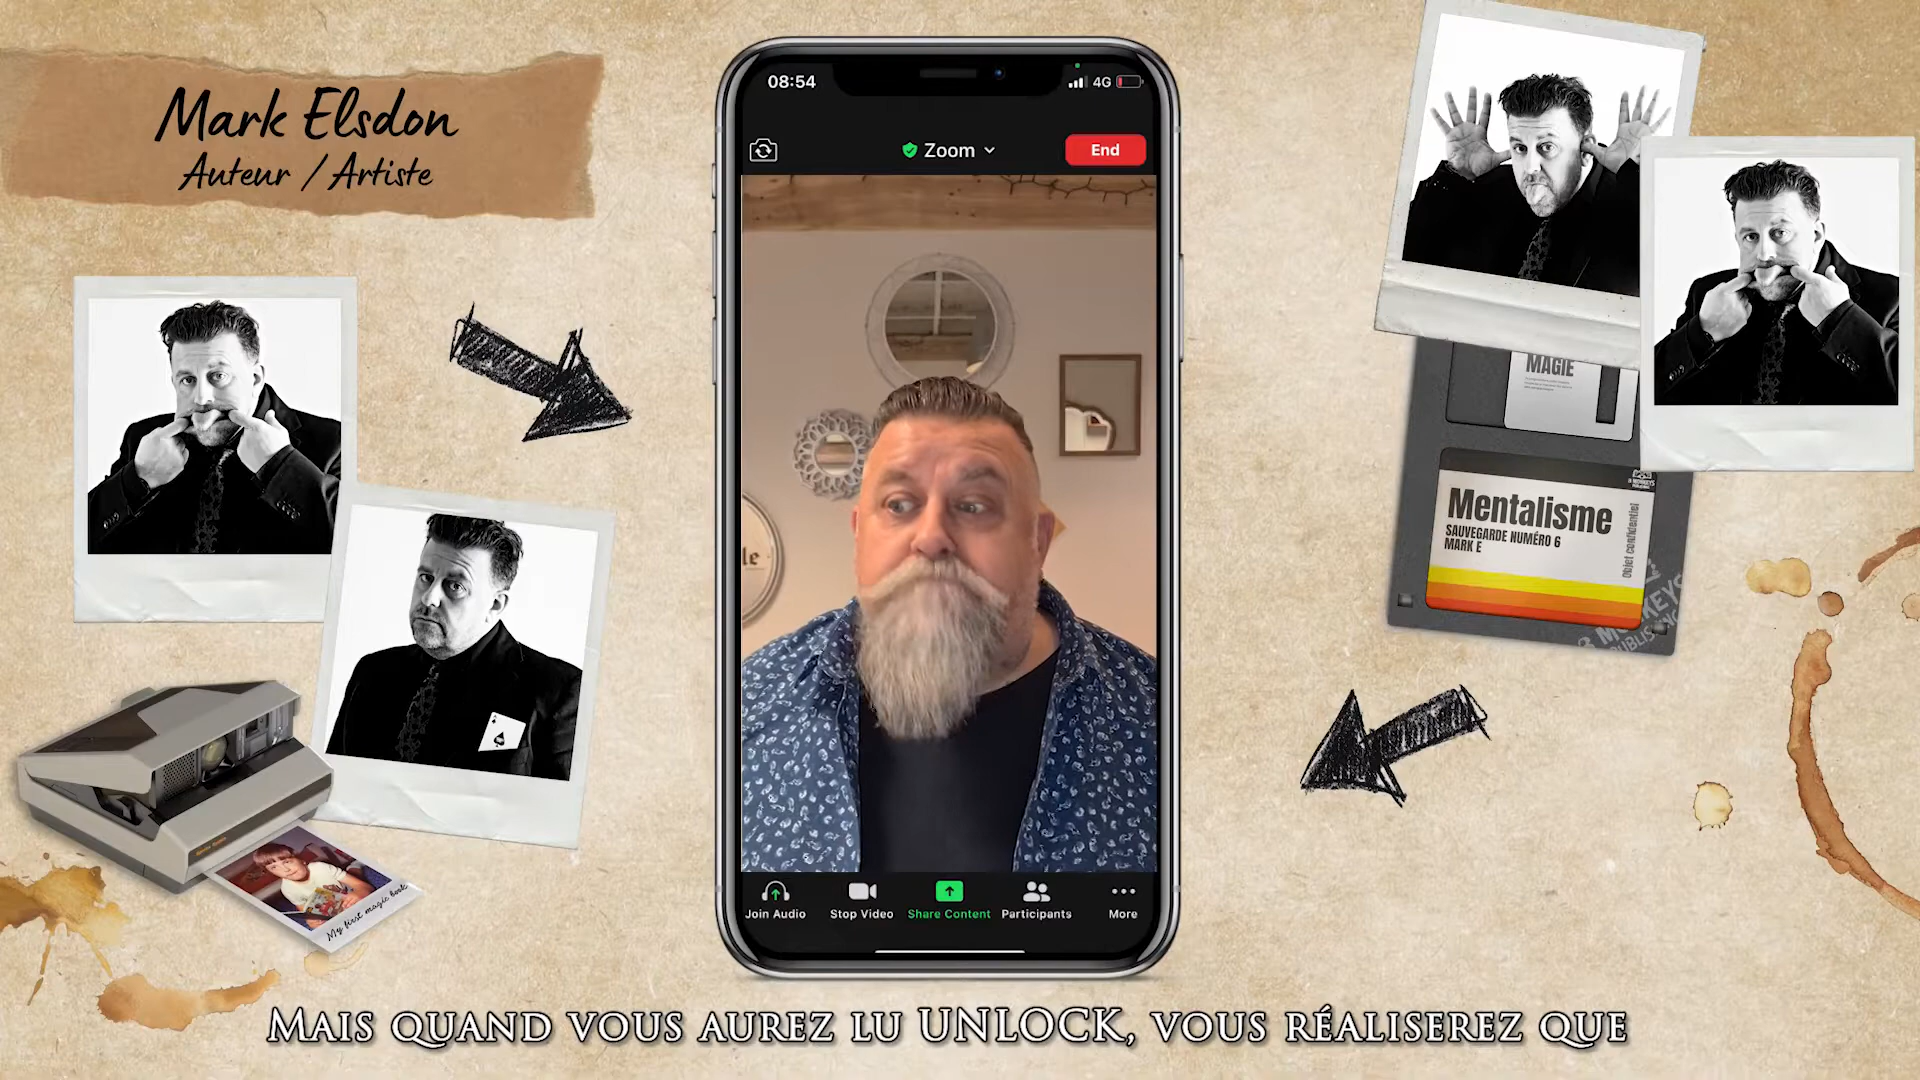 Mark Elsdon
Auteur / Artiste
08:54
4G
Zoom
End
le
Join Audio
Stop Video
Share Content
Participants
More
My first magic book
MAGIE
Mentalisme
SAUVEGARDE NUMÉRO 6
MARK E
Objet confidentiel
MAIS QUAND VOUS AUREZ LU UNLOCK, VOUS RÉALISEREZ QUE